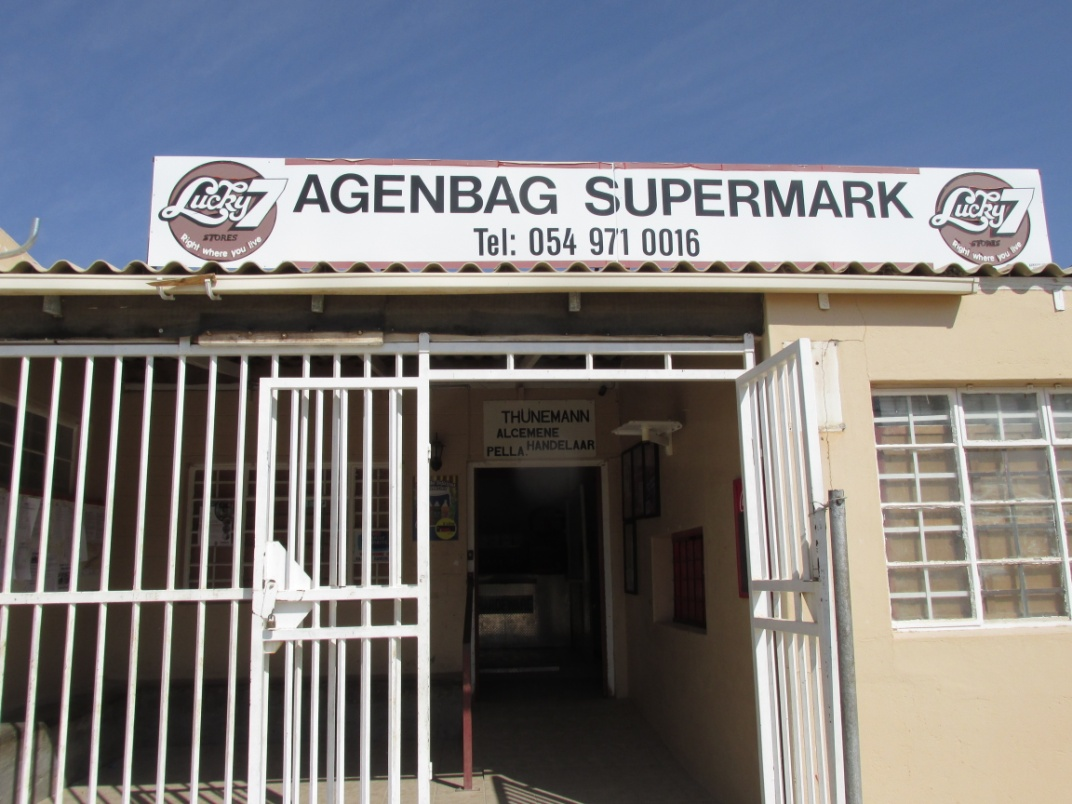 Lucky 7
STORES
Right where you live
AGENBAG SUPERMARK
Tel: 054 971 0016
Lucky 7
STORES
Right where you live
THÜNEMANN
ALGEMENE
HANDELAAR
PELLA.